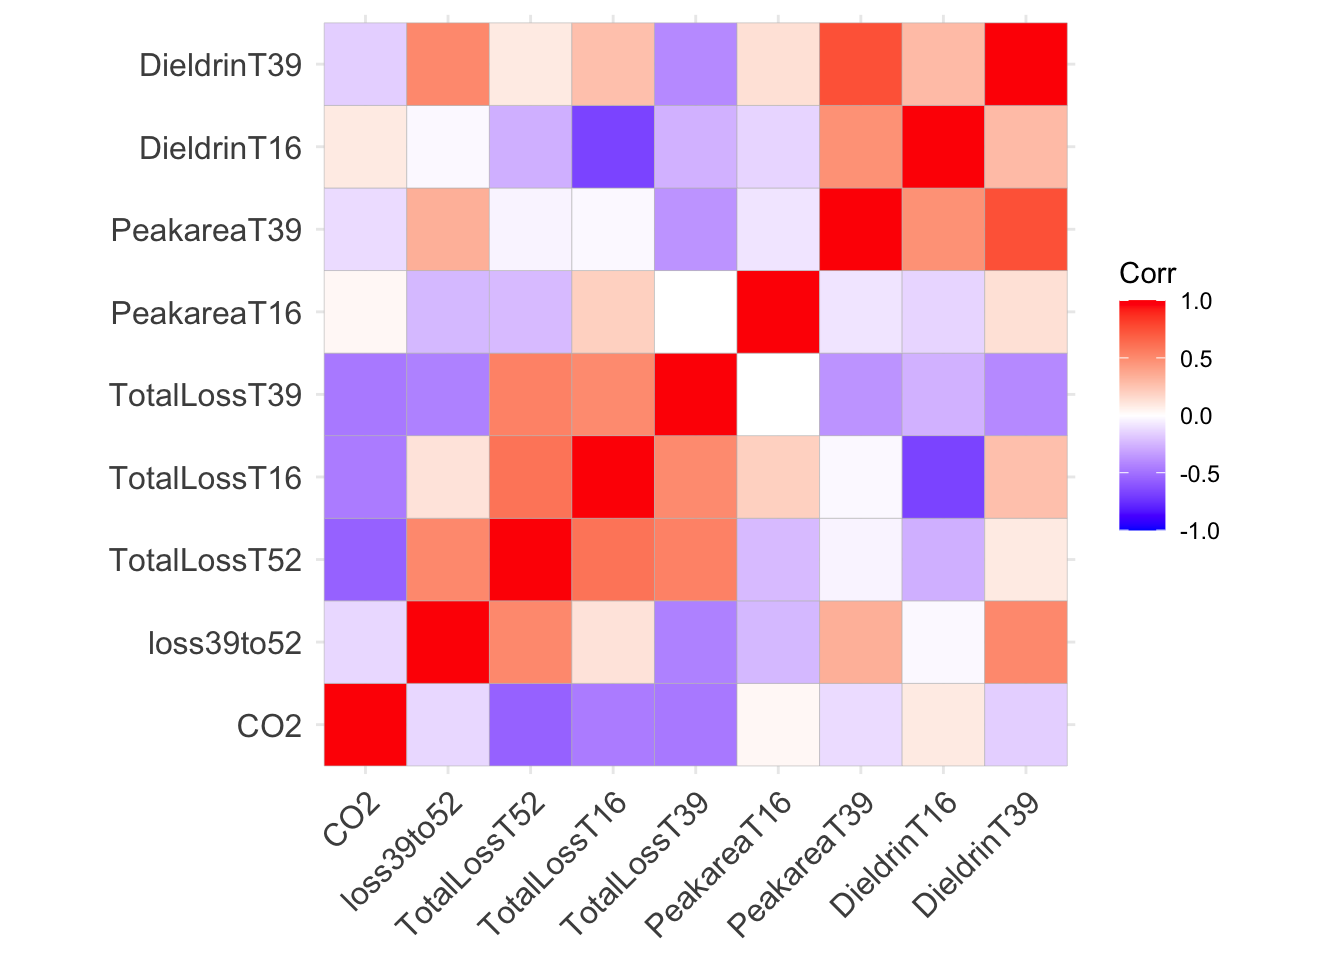 DieldrinT39
DieldrinT16
PeakareaT39
PeakareaT16
TotalLossT39
TotalLossT16
TotalLossT52
loss39to52
CO2
CO2
loss39to52
TotalLossT52
TotalLossT16
TotalLossT39
PeakareaT16
PeakareaT39
DieldrinT16
DieldrinT39
Corr
1.0
0.5
0.0
-0.5
-1.0